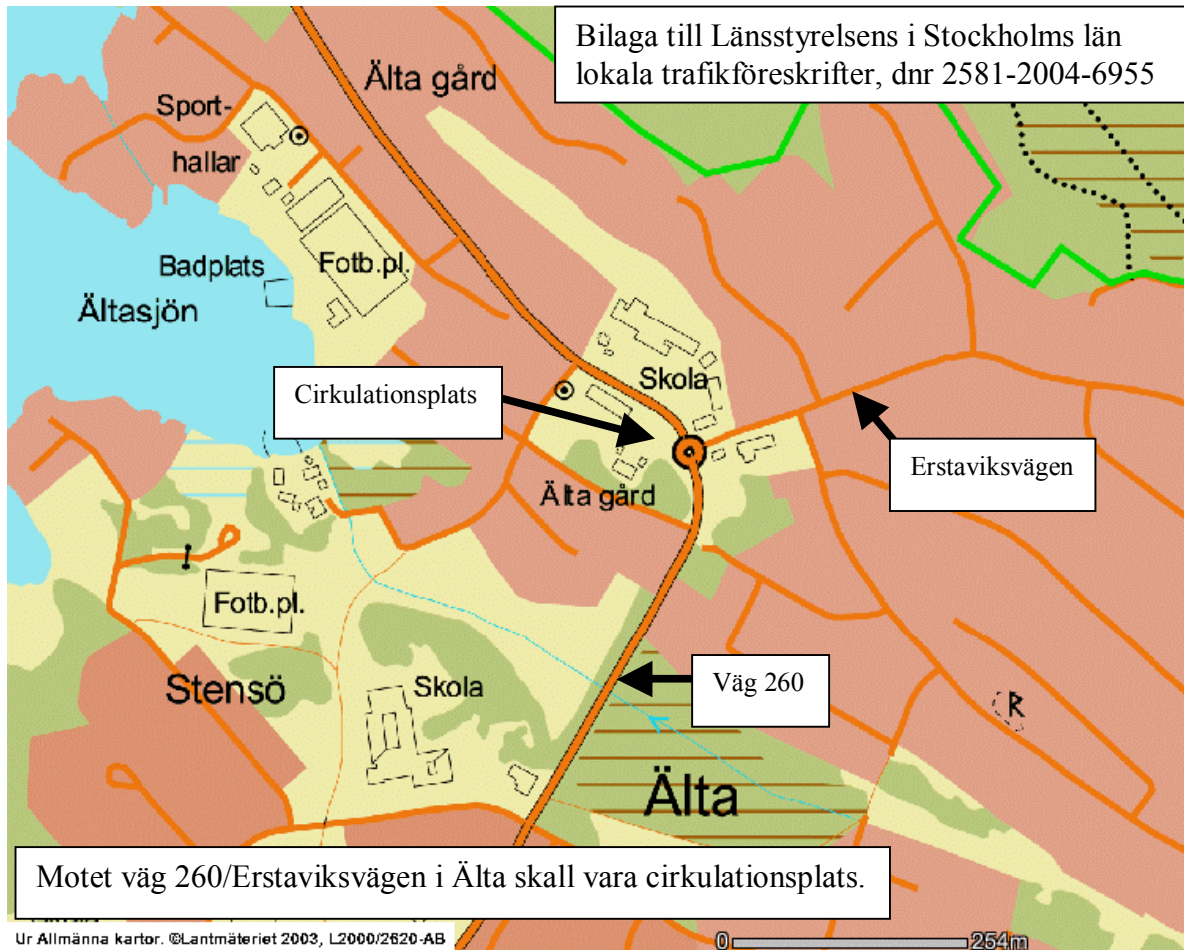 Bilaga till Länsstyrelsens i Stockholms län
lokala trafikföreskrifter, dnr 2581-2004-6955
Älta gård
Sport-
hallar
Fotb.pl.
Badplats
Ältasjön
Skola
Cirkulationsplats
Erstaviksvägen
Älta gård
Fotb.pl.
Stensö
Skola
Väg 260
R
Älta
Motet väg 260/Erstaviksvägen i Älta skall vara cirkulationsplats.
Ur Allmänna kartor. ©Lantmäteriet 2003, L2000/2620-AB
0 254m